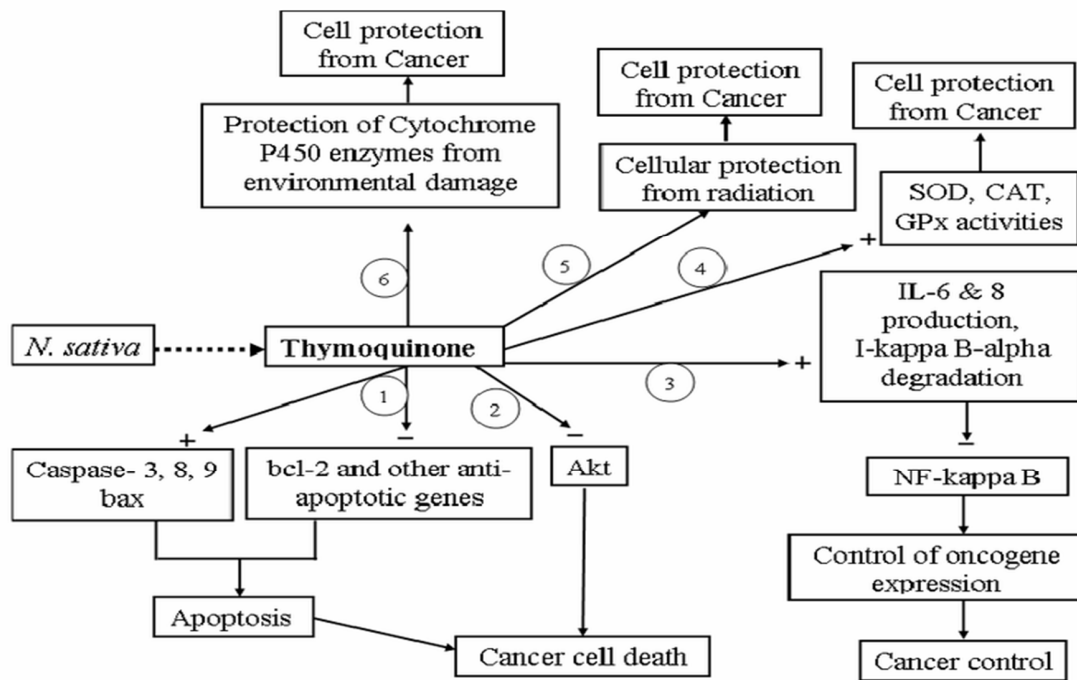 Cell protection
from Cancer
Protection of Cytochrome
P450 enzymes from
environmental damage
Cell protection
from Cancer
Cellular protection
from radiation
Cell protection
from Cancer
SOD, CAT,
GPx activities
+
6
5
4
N. sativa
Thymoquinone
3
+
IL-6 & 8
production,
I-kappa B-alpha
degradation
1
2
+
−
−
−
Caspase- 3, 8, 9
bax
bcl-2 and other anti-
apoptotic genes
Akt
NF-kappa B
Control of oncogene
expression
Apoptosis
Cancer cell death
Cancer control